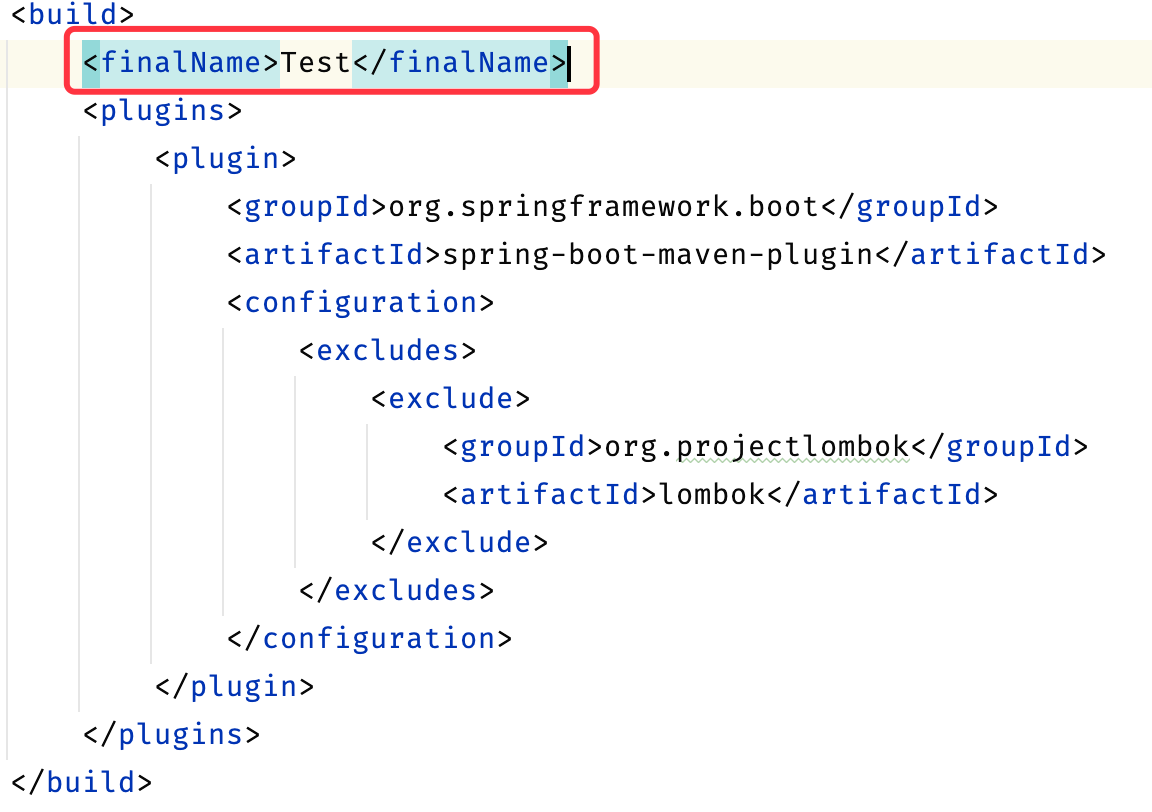 <build>
    <finalName>Test</finalName>
    <plugins>
        <plugin>
            <groupId>org.springframework.boot</groupId>
            <artifactId>spring-boot-maven-plugin</artifactId>
            <configuration>
                <excludes>
                    <exclude>
                        <groupId>org.projectlombok</groupId>
                        <artifactId>lombok</artifactId>
                    </exclude>
                </excludes>
            </configuration>
        </plugin>
    </plugins>
</build>